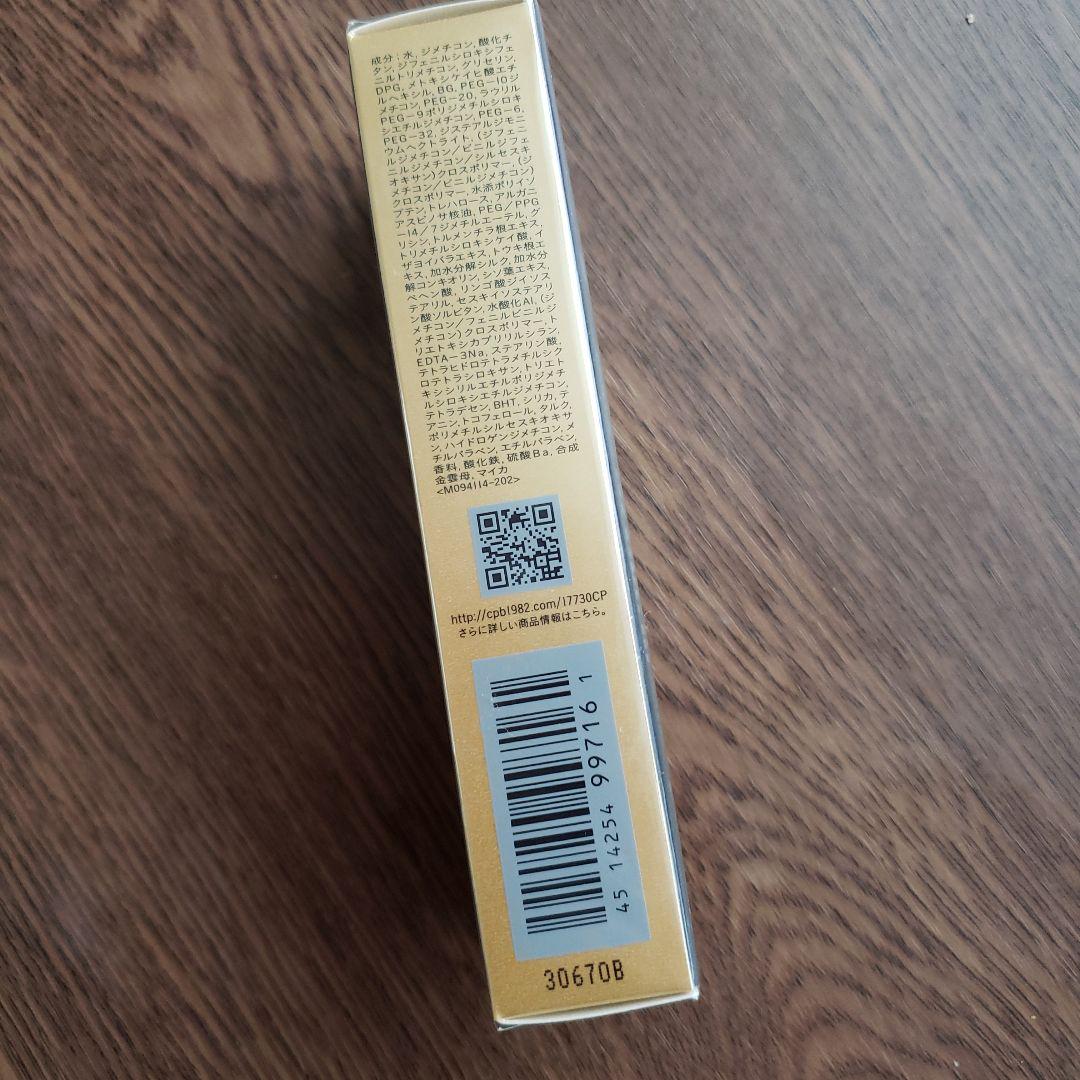 成分:水,ジメチコン,酸化チ
タン,ジフェニルシロキシフェ
ニルトリメチコン,グリセリン,
DPG,メトキシケイヒ酸エチ
ルヘキシル,BG,PEG-10ジ
メチコン,PEG-20,ラウリル
PEG-9ポリジメチルシロキ
シエチルジメチコン,PEG-6,
PEG-32,ジステアルジモニ
ウムヘクトライト,(ジフェニ
ルジメチコン/ビニルジフェ
ニルジメチコン/シルセスキ
オキサン)クロスポリマー,(ジ
メチコン/ビニルジメチコン)
クロスポリマー,水添ポリイソ
ブテン,トレハロース,アルガニ
アスピノサ核油,PEG/PPG
-14/7ジメチルエーテル,グ
リシン,トルメンチラ根エキス,
トリメチルシロキシケイ酸,イ
ザヨイバラエキス,トウキ根エ
キス,加水分解シルク,加水分
解コンキオリン,シソ葉エキス,
ベヘン酸,リンゴ酸ジイソス
テアリル,セスキイソステアリ
ン酸ソルビタン,水酸化Al,(ジ
メチコン/フェニルビニルジ
メチコン)クロスポリマー,ト
リエトキシカプリリルシラン,
EDTA-3Na,ステアリン酸,
テトラヒドロテトラメチルシク
ロテトラシロキサン,トリエト
キシシリルエチルポリジメチ
ルシロキシエチルジメチコン,
テトラデセン,BHT,シリカ,テ
アニン,トコフェロール,タルク,
ポリメチルシルセスキオキサ
ン,ハイドロゲンジメチコン,メ
チルパラベン,エチルパラベン,
香料,酸化鉄,硫酸Ba,合成
金雲母,マイカ
<M094114-202>
http://cpb1982.com/17730CP
さらに詳しい商品情報はこちら。
45 14254 99716 1
30670B